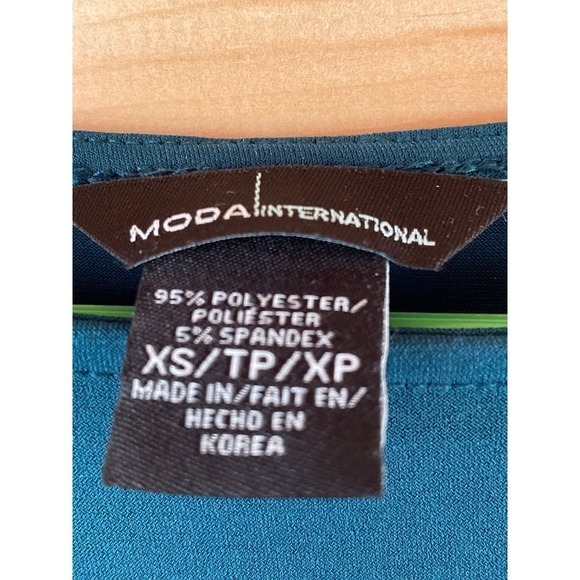 MODA INTERNATIONAL
95% POLYESTER/
POLIÉSTER
5% SPANDEX
XS/TP/XP
MADE IN/FAIT EN/
HECHO EN
KOREA